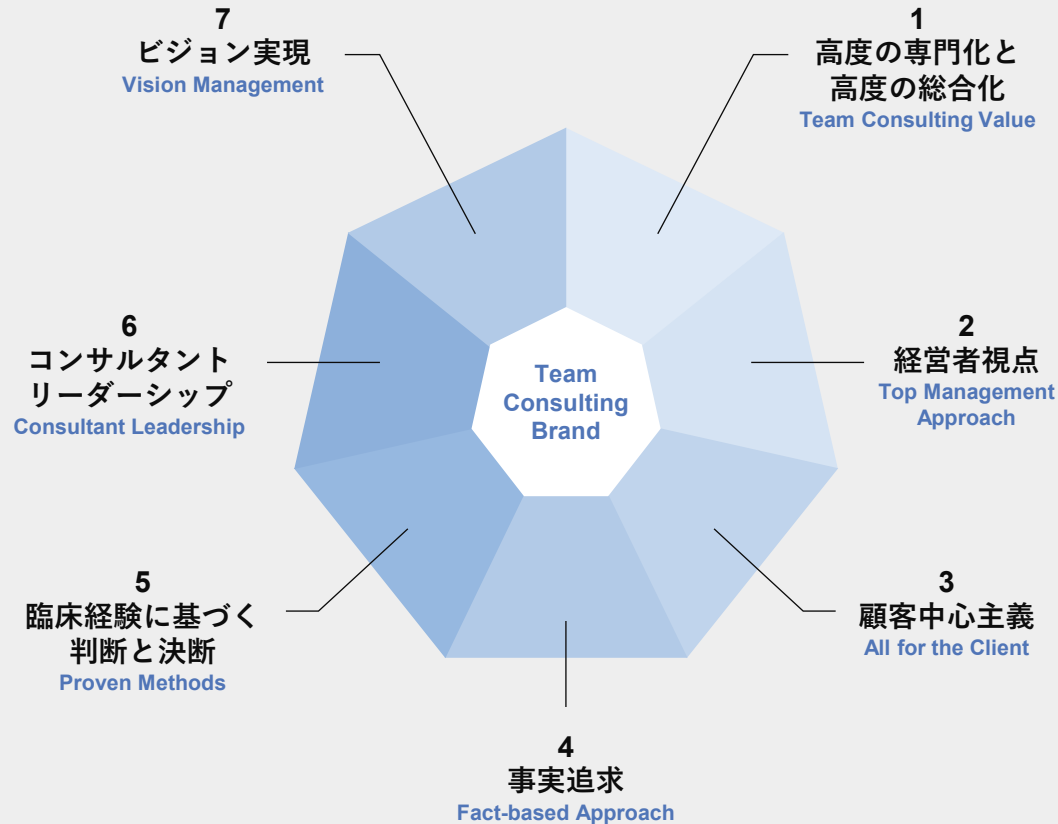 7
ビジョン実現
Vision Management
1
高度の専門化と
高度の総合化
Team Consulting Value
6
コンサルタント
リーダーシップ
Consultant Leadership
Team
Consulting
Brand
2
経営者視点
Top Management
Approach
5
臨床経験に基づく
判断と決断
Proven Methods
3
顧客中心主義
All for the Client
4
事実追求
Fact-based Approach